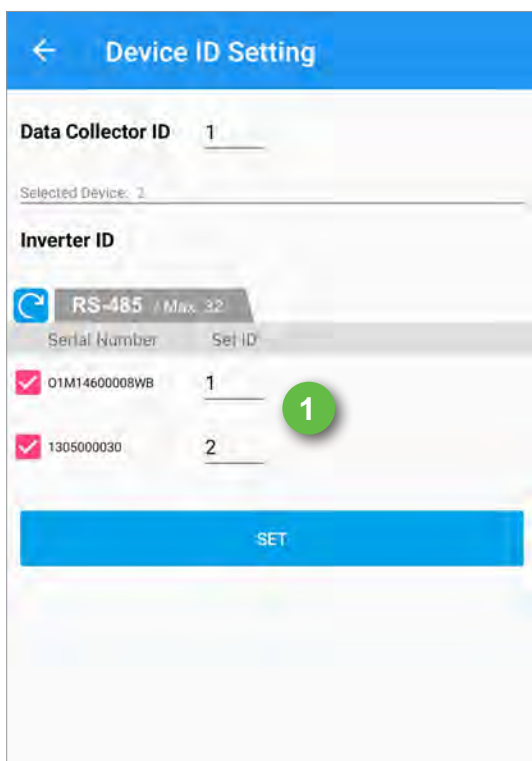 Device ID Setting
Data Collector ID 1
Selected Device: 2
Inverter ID
RS-485 / Max. 32
Serial Number Set ID
O1M14600008WB 1
1
1305000030 2
SET